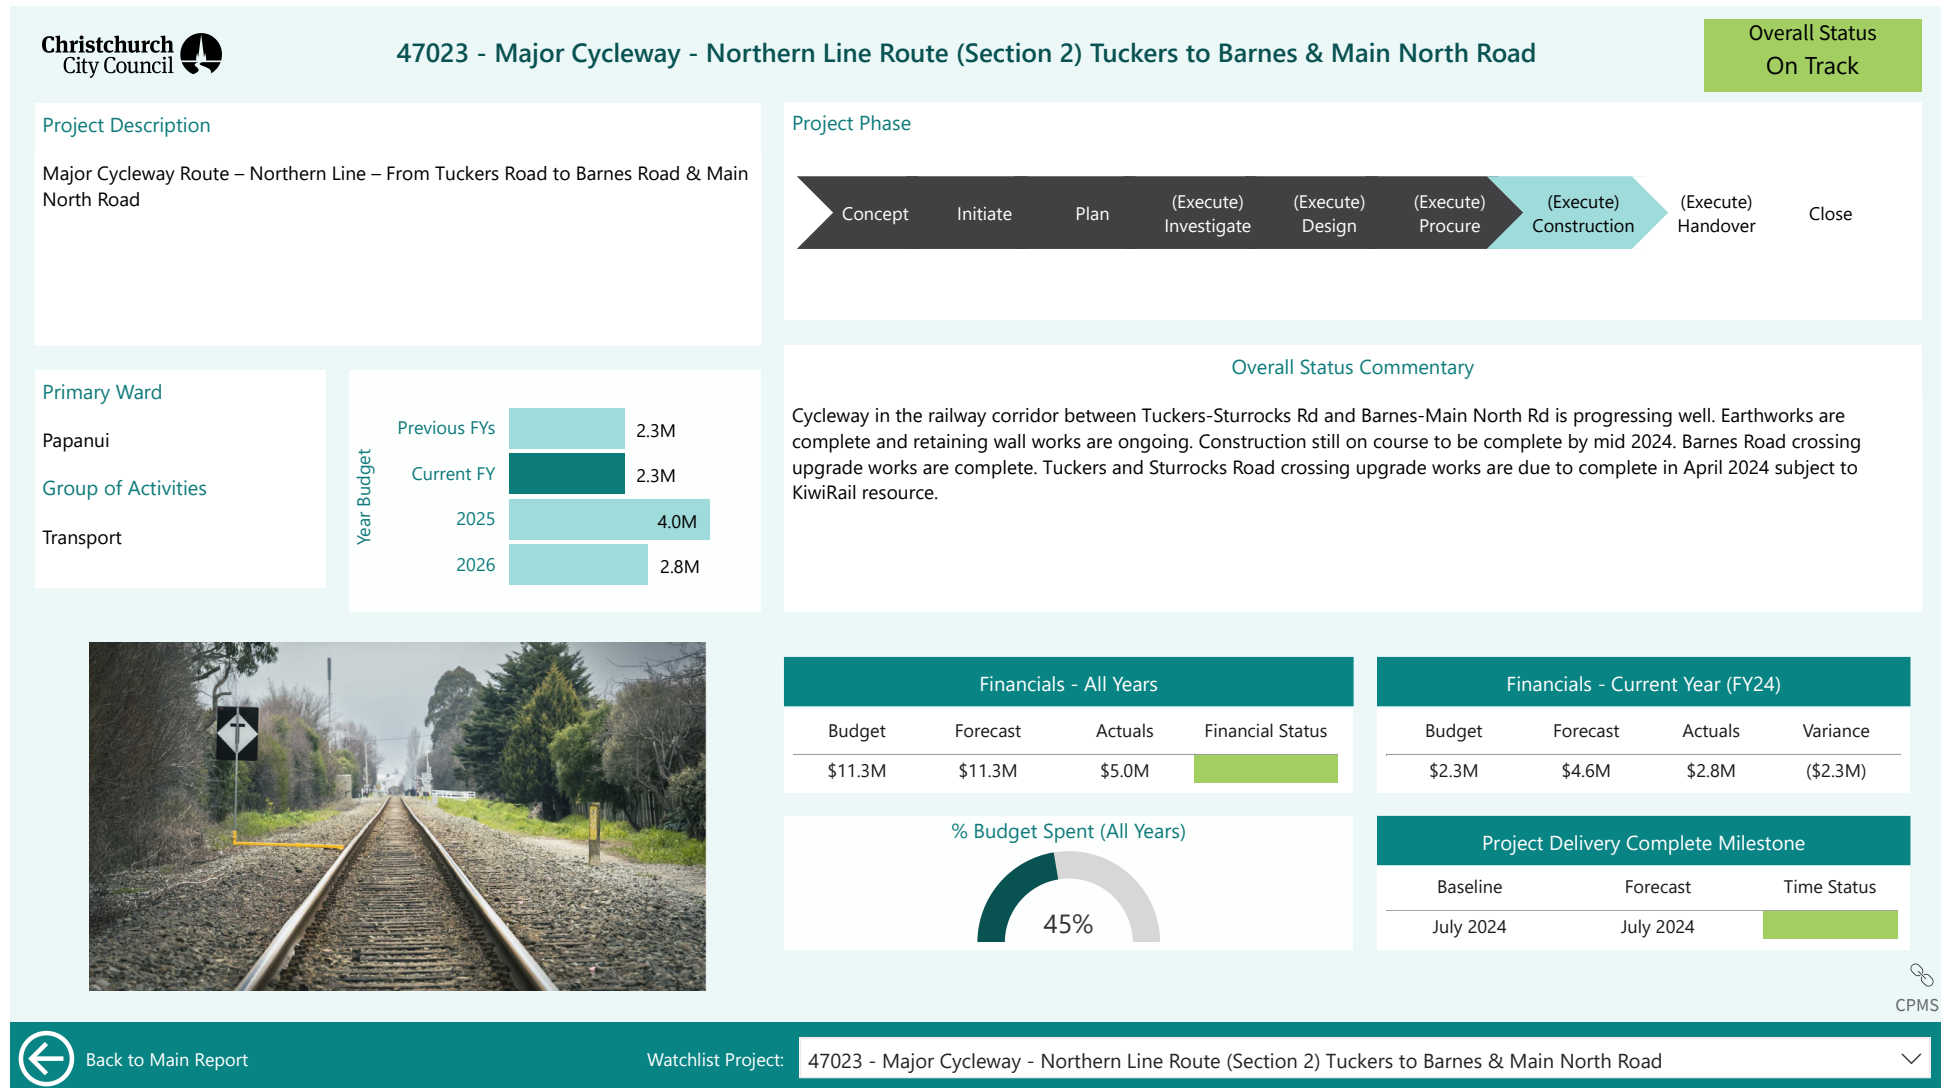 Christchurch
City Council
47023 - Major Cycleway - Northern Line Route (Section 2) Tuckers to Barnes & Main North Road
Overall Status
On Track
Project Description
Major Cycleway Route – Northern Line – From Tuckers Road to Barnes Road & Main
North Road
Project Phase
Concept
Initiate
Plan
(Execute)
Investigate
(Execute)
Design
(Execute)
Procure
(Execute)
Construction
(Execute)
Handover
Close
Primary Ward
Papanui
Group of Activities
Transport
Year Budget
Previous FYs 2.3M
Current FY 2.3M
2025 4.0M
2026 2.8M
Overall Status Commentary
Cycleway in the railway corridor between Tuckers-Sturrocks Rd and Barnes-Main North Rd is progressing well. Earthworks are
complete and retaining wall works are ongoing. Construction still on course to be complete by mid 2024. Barnes Road crossing
upgrade works are complete. Tuckers and Sturrocks Road crossing upgrade works are due to complete in April 2024 subject to
KiwiRail resource.
T
Financials - All Years
Budget Forecast Actuals Financial Status
$11.3M $11.3M $5.0M
Financials - Current Year (FY24)
Budget Forecast Actuals Variance
$2.3M $4.6M $2.8M ($2.3M)
% Budget Spent (All Years)
45%
Project Delivery Complete Milestone
Baseline Forecast Time Status
July 2024 July 2024
CPMS
Back to Main Report
Watchlist Project: 47023 - Major Cycleway - Northern Line Route (Section 2) Tuckers to Barnes & Main North Road